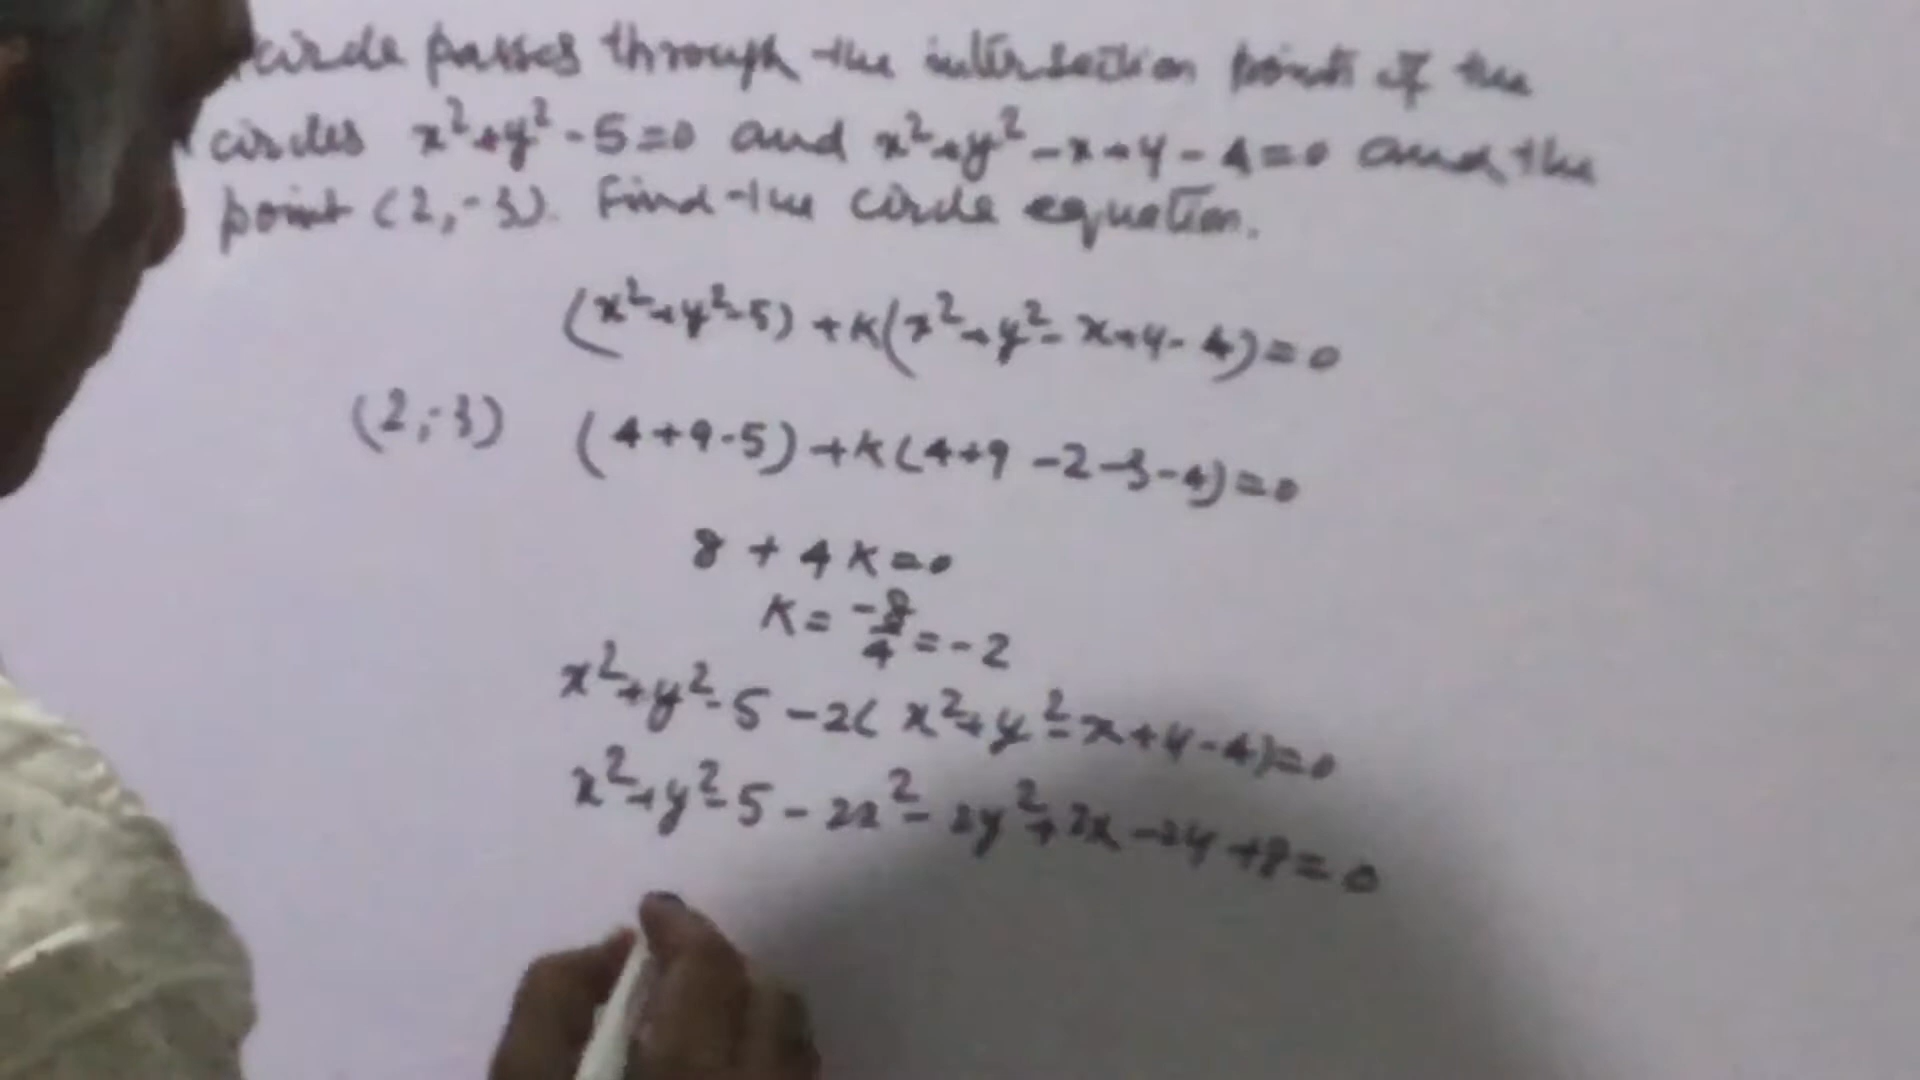 circle passes through the intersection points of the
circles x²+y²-5=0 and x²+y²-x+y-4=0 and the
point (2,-3). Find the circle equation.
(x²+y²-5)+K(x²+y²-x+y-4)=0
(2,-3) (4+9-5)+K(4+9-2-3-4)=0
8+4K=0
K=-8/4=-2
x²+y²-5-2(x²+y²-x+y-4)=0
x²+y²-5-2x²-2y²+2x-2y+8=0